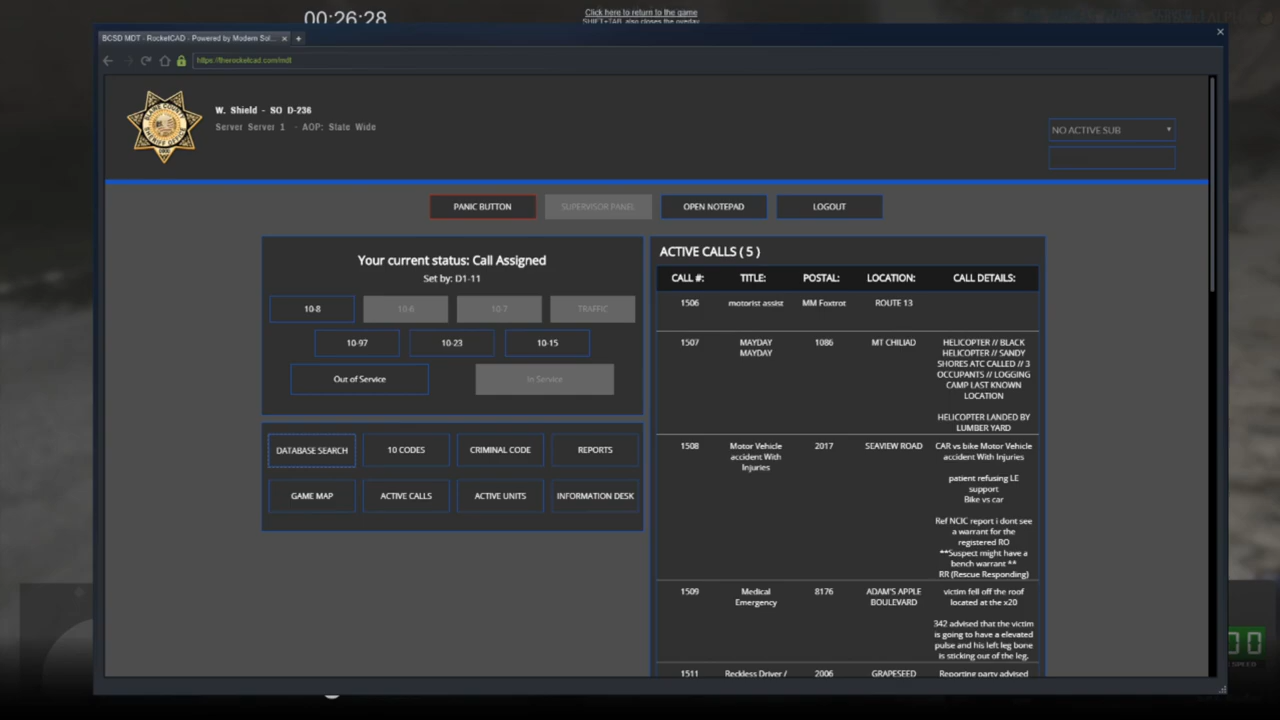 00:26:28
Click here to return to the game
SHIFT+TAB also closes the overlay
BCSD MDT - RocketCAD - Powered by Modern Sol...
https://therocketcad.com/mdt
W. Shield - SO D-236
Server Server 1 - AOP: State Wide
NO ACTIVE SUB
PANIC BUTTON
SUPERVISOR PANEL
OPEN NOTEPAD
LOGOUT
Your current status: Call Assigned
Set by: D1-11
10-8
10-6
10-7
TRAFFIC
10-97
10-23
10-15
Out of Service
In Service
DATABASE SEARCH
10 CODES
CRIMINAL CODE
REPORTS
GAME MAP
ACTIVE CALLS
ACTIVE UNITS
INFORMATION DESK
ACTIVE CALLS ( 5 )
CALL #: TITLE: POSTAL: LOCATION: CALL DETAILS:
1506 motorist assist MM Foxtrot ROUTE 13
1507 MAYDAY 1086 MT CHILIAD HELICOPTER // BLACK
MAYDAY HELICOPTER // SANDY
SHORES ATC CALLED // 3
OCCUPANTS // LOGGING
CAMP LAST KNOWN
LOCATION
HELICOPTER LANDED BY
LUMBER YARD
1508 Motor Vehicle 2017 SEAVIEW ROAD CAR vs bike Motor Vehicle
accident With accident With Injuries
Injuries
patient refusing LE
support
Bike vs car
Ref NCIC report i dont see
a warrant for the
registered RO
**Suspect might have a
bench warrant **
RR (Rescue Responding)
1509 Medical 8176 ADAM'S APPLE victim fell off the roof
Emergency BOULEVARD located at the x20
342 advised that the victim
is going to have a elevated
pulse and his left leg bone
is sticking out of the leg.
1511 Reckless Driver / 2006 GRAPESEED Reporting party advised